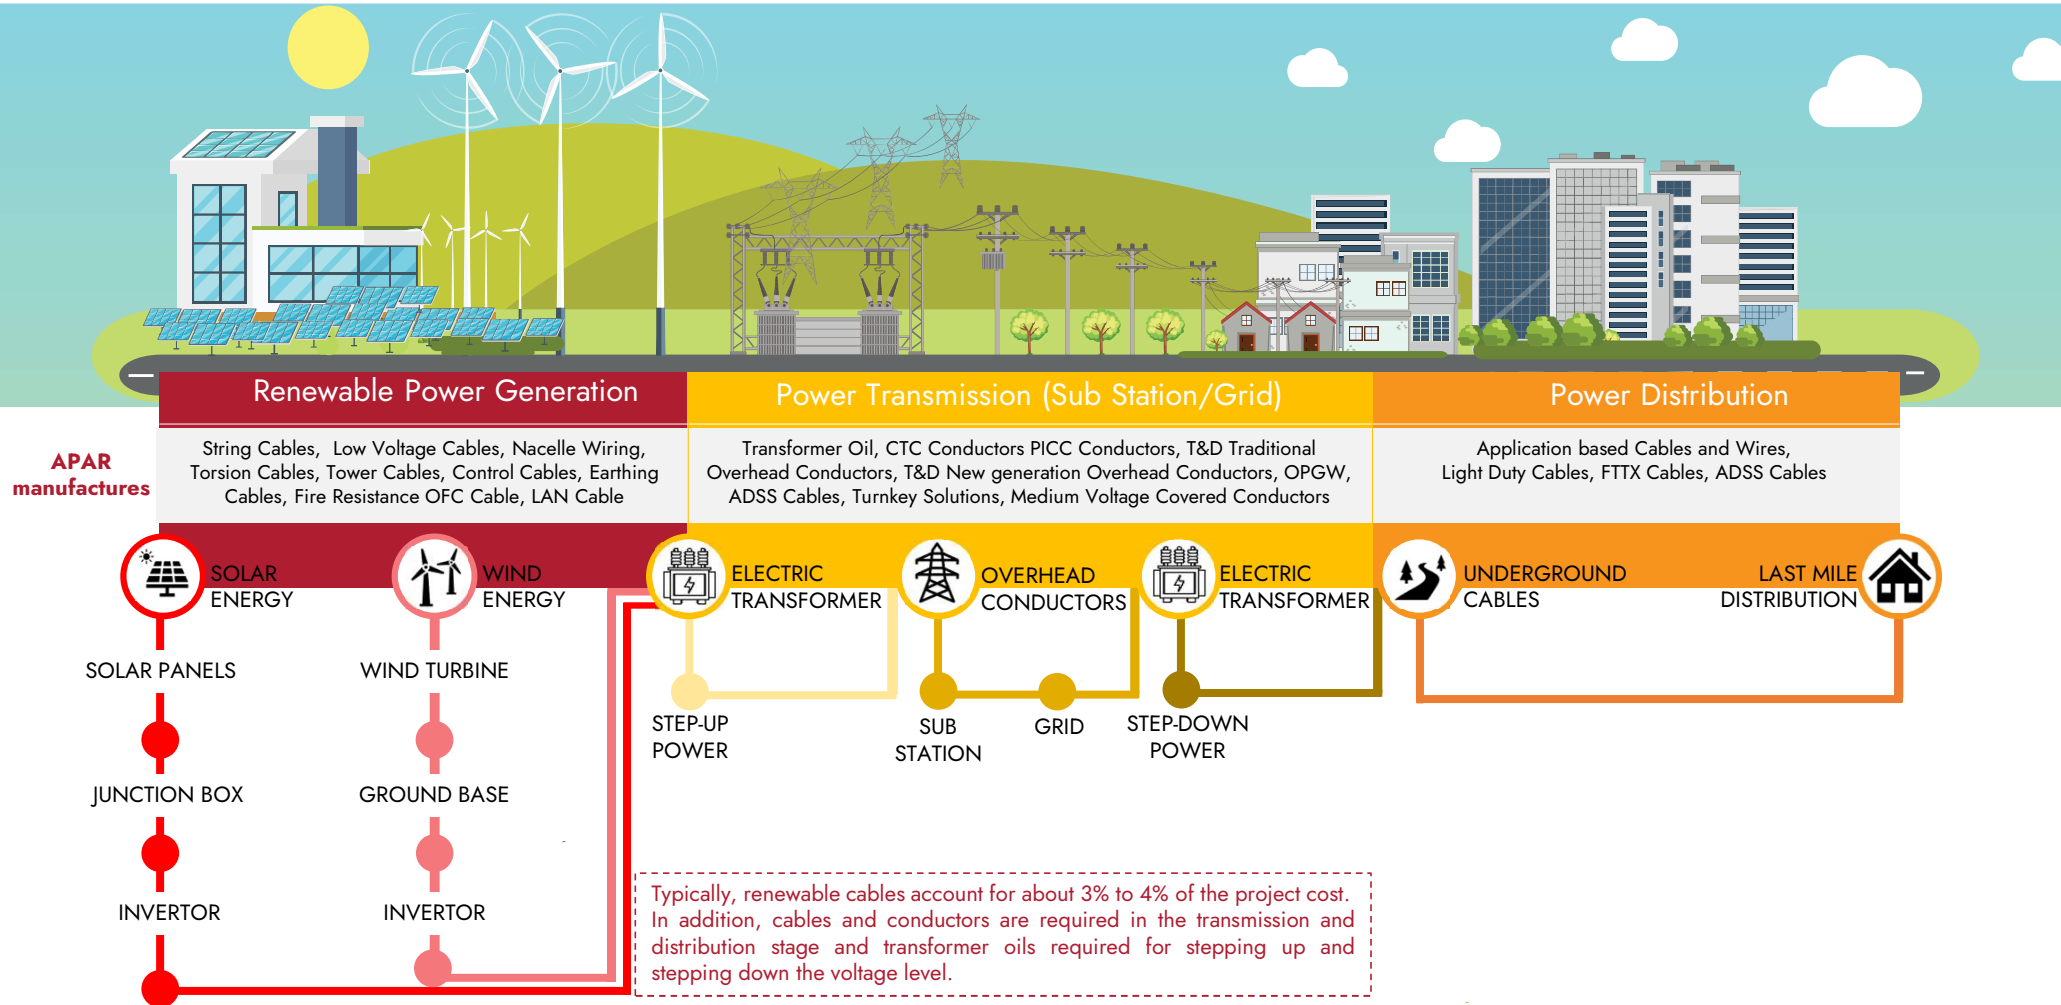 Renewable Power Generation
Power Transmission (Sub Station/Grid)
Power Distribution
APAR
manufactures
String Cables, Low Voltage Cables, Nacelle Wiring,
Torsion Cables, Tower Cables, Control Cables, Earthing
Cables, Fire Resistance OFC Cable, LAN Cable
Transformer Oil, CTC Conductors PICC Conductors, T&D Traditional
Overhead Conductors, T&D New generation Overhead Conductors, OPGW,
ADSS Cables, Turnkey Solutions, Medium Voltage Covered Conductors
Application based Cables and Wires,
Light Duty Cables, FTTX Cables, ADSS Cables
SOLAR
ENERGY
WIND
ENERGY
ELECTRIC
TRANSFORMER
OVERHEAD
CONDUCTORS
ELECTRIC
TRANSFORMER
UNDERGROUND
CABLES
LAST MILE
DISTRIBUTION
SOLAR PANELS
WIND TURBINE
STEP-UP
POWER
SUB
STATION
GRID
STEP-DOWN
POWER
JUNCTION BOX
GROUND BASE
INVERTOR
INVERTOR
Typically, renewable cables account for about 3% to 4% of the project cost.
In addition, cables and conductors are required in the transmission and
distribution stage and transformer oils required for stepping up and
stepping down the voltage level.